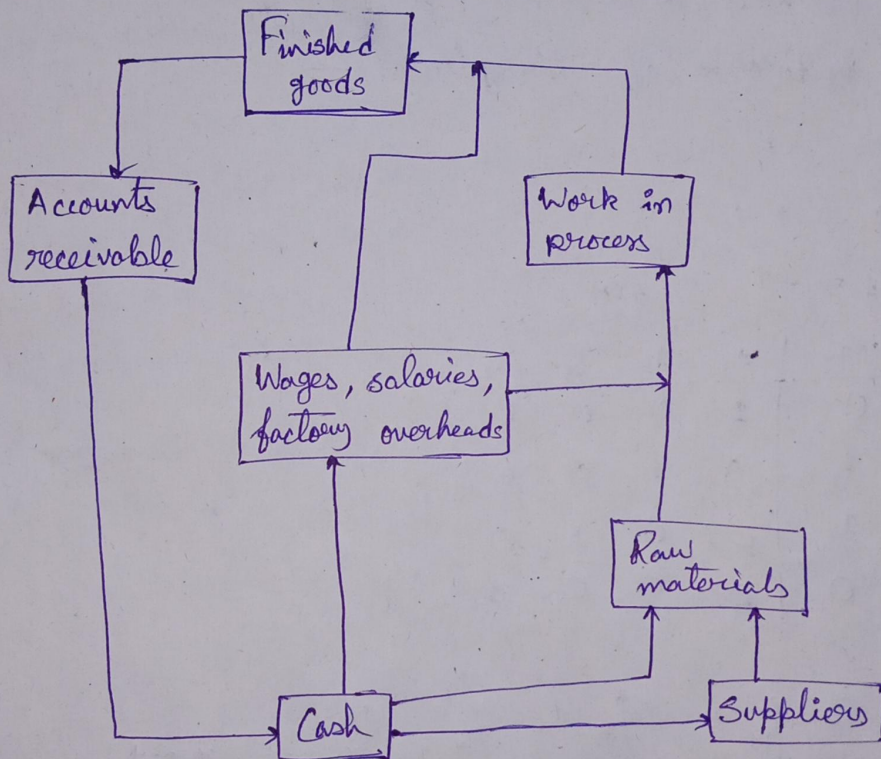 Finished
goods
Accounts
receivable
Work in
process
Wages, salaries,
factory overheads
Raw
materials
Cash
Suppliers